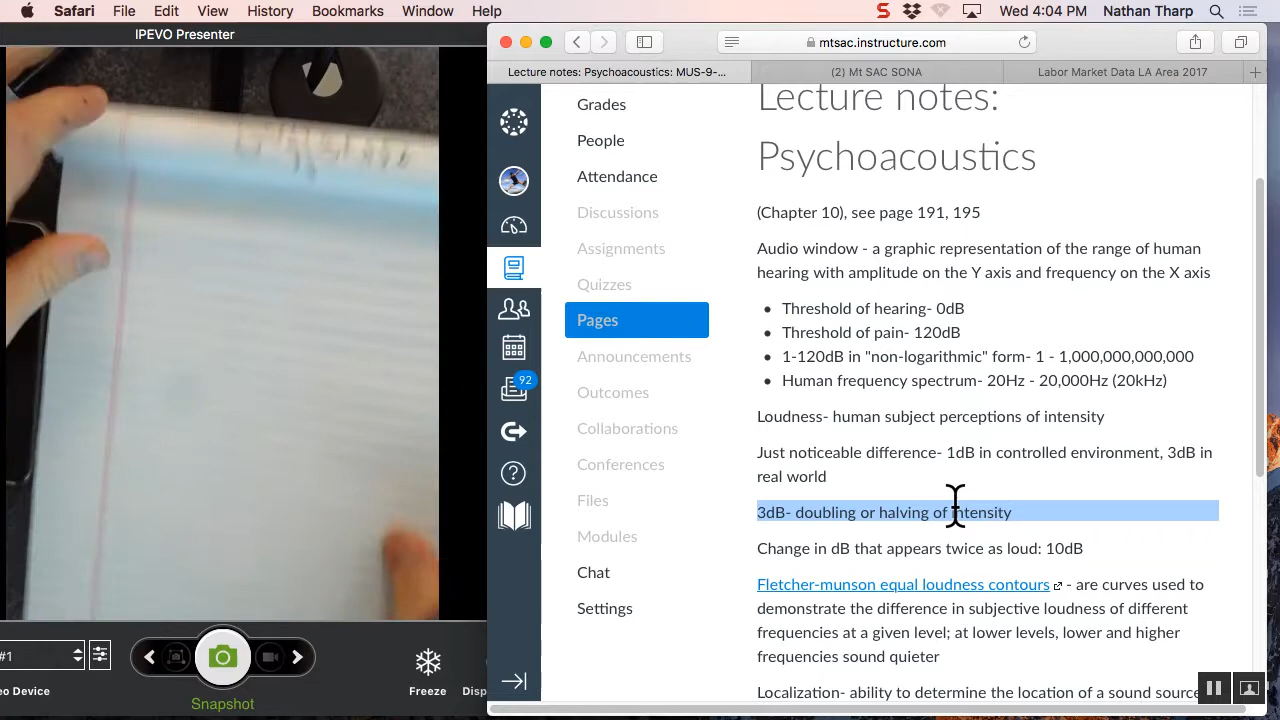 Safari File Edit View History Bookmarks Window Help
S Wed 4:04 PM Nathan Tharp
IPEVO Presenter
mtsac.instructure.com
Lecture notes: Psychoacoustics: MUS-9-...
(2) Mt SAC SONA
Labor Market Data LA Area 2017
Grades
People
Attendance
Discussions
Assignments
Quizzes
Pages
Announcements
Outcomes
Collaborations
Conferences
Files
Modules
Chat
Settings
92
Lecture notes:
Psychoacoustics
(Chapter 10), see page 191, 195
Audio window - a graphic representation of the range of human
hearing with amplitude on the Y axis and frequency on the X axis
Threshold of hearing- 0dB
Threshold of pain- 120dB
1-120dB in "non-logarithmic" form- 1 - 1,000,000,000,000
Human frequency spectrum- 20Hz - 20,000Hz (20kHz)
Loudness- human subject perceptions of intensity
Just noticeable difference- 1dB in controlled environment, 3dB in
real world
3dB- doubling or halving of intensity
Change in dB that appears twice as loud: 10dB
Fletcher-munson equal loudness contours - are curves used to
demonstrate the difference in subjective loudness of different
frequencies at a given level; at lower levels, lower and higher
frequencies sound quieter
Localization- ability to determine the location of a sound source
#1
eo Device
Snapshot
Freeze
Disp